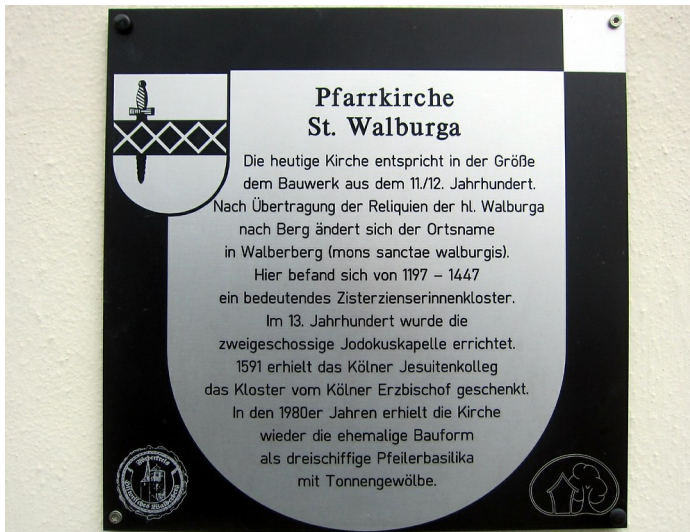 Pfarrkirche
St. Walburga
Die heutige Kirche entspricht in der Größe
dem Bauwerk aus dem 11./12. Jahrhundert.
Nach Übertragung der Reliquien der hl. Walburga
nach Berg ändert sich der Ortsname
in Walberberg (mons sanctae walburgis).
Hier befand sich von 1197 – 1447
ein bedeutendes Zisterzienserinnenkloster.
Im 13. Jahrhundert wurde die
zweigeschossige Jodokuskapelle errichtet.
1591 erhielt das Kölner Jesuitenkolleg
das Kloster vom Kölner Erzbischof geschenkt.
In den 1980er Jahren erhielt die Kirche
wieder die ehemalige Bauform
als dreischiffige Pfeilerbasilika
mit Tonnengewölbe.